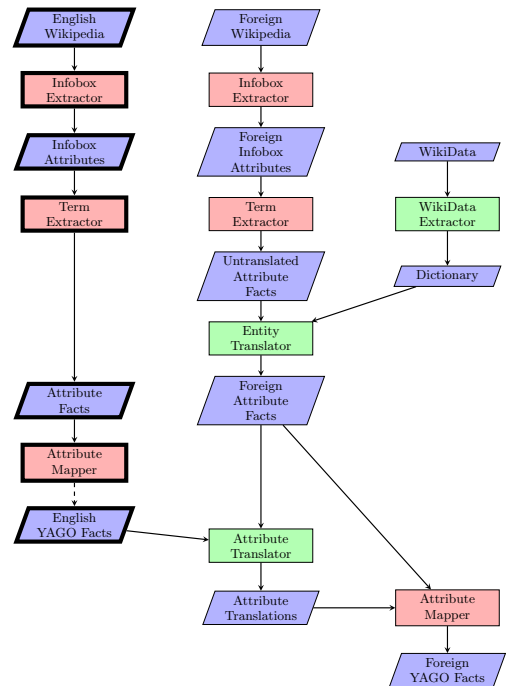 English
Wikipedia
Foreign
Wikipedia
Infobox
Extractor
Infobox
Extractor
Infobox
Attributes
Foreign
Infobox
Attributes
WikiData
Term
Extractor
Term
Extractor
WikiData
Extractor
Untranslated
Attribute
Facts
Dictionary
Entity
Translator
Attribute
Facts
Foreign
Attribute
Facts
Attribute
Mapper
English
YAGO Facts
Attribute
Translator
Attribute
Translations
Attribute
Mapper
Foreign
YAGO Facts